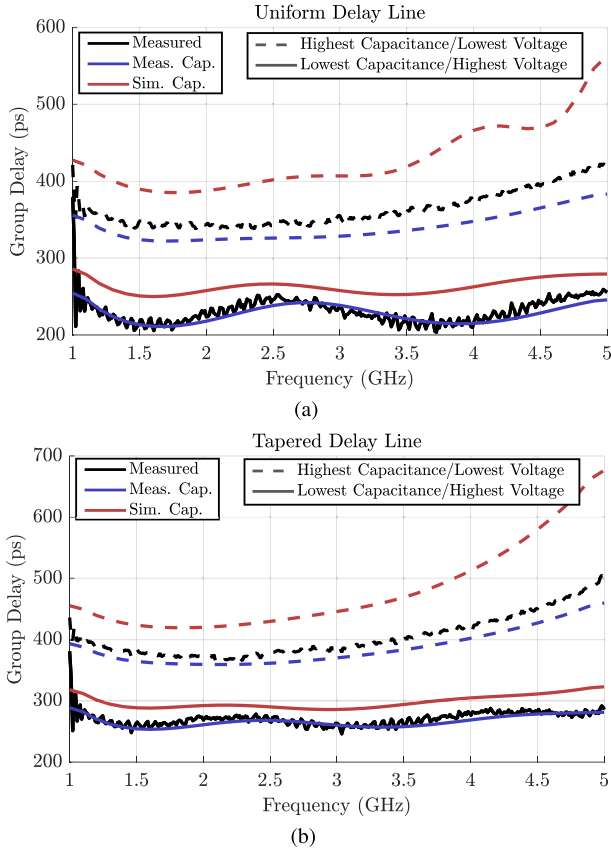 Uniform Delay Line
Measured
Meas. Cap.
Sim. Cap.
Highest Capacitance/Lowest Voltage
Lowest Capacitance/Highest Voltage
600
500
400
300
200
Group Delay (ps)
1 1.5 2 2.5 3 3.5 4 4.5 5
Frequency (GHz)
(a)
Tapered Delay Line
Measured
Meas. Cap.
Sim. Cap.
Highest Capacitance/Lowest Voltage
Lowest Capacitance/Highest Voltage
700
600
500
400
300
200
Group Delay (ps)
1 1.5 2 2.5 3 3.5 4 4.5 5
Frequency (GHz)
(b)